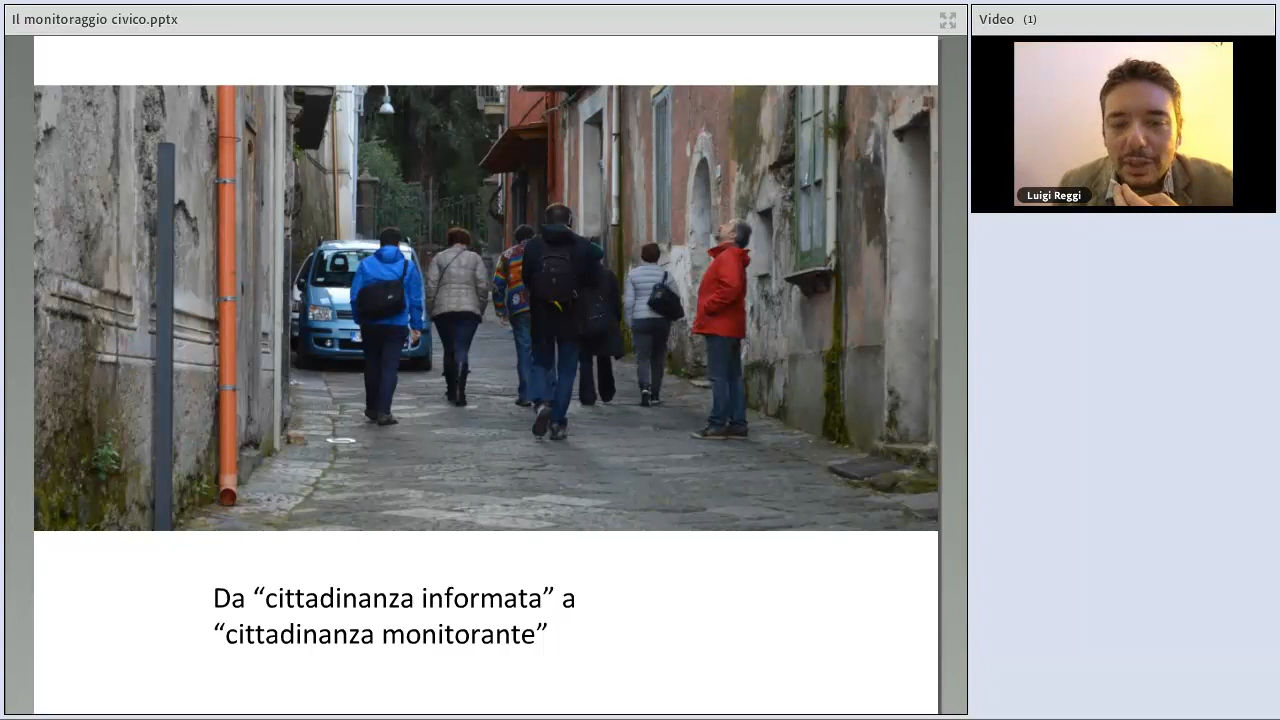 Il monitoraggio civico.pptx
Video (1)
Luigi Reggi
Da “cittadinanza informata” a
“cittadinanza monitorante”